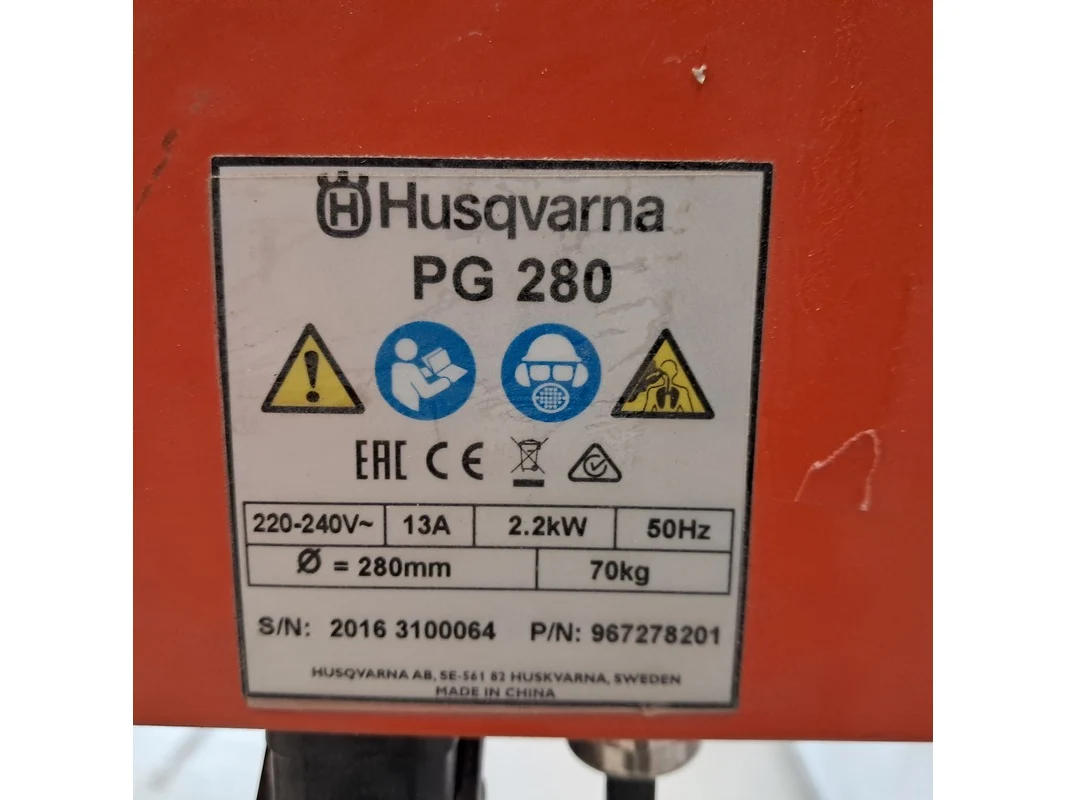 Husqvarna
PG 280
EAC CE
220-240V~ 13A 2.2kW 50Hz
Ø = 280mm 70kg
S/N: 2016 3100064 P/N: 967278201
HUSQVARNA AB, SE-561 82 HUSKVARNA, SWEDEN
MADE IN CHINA